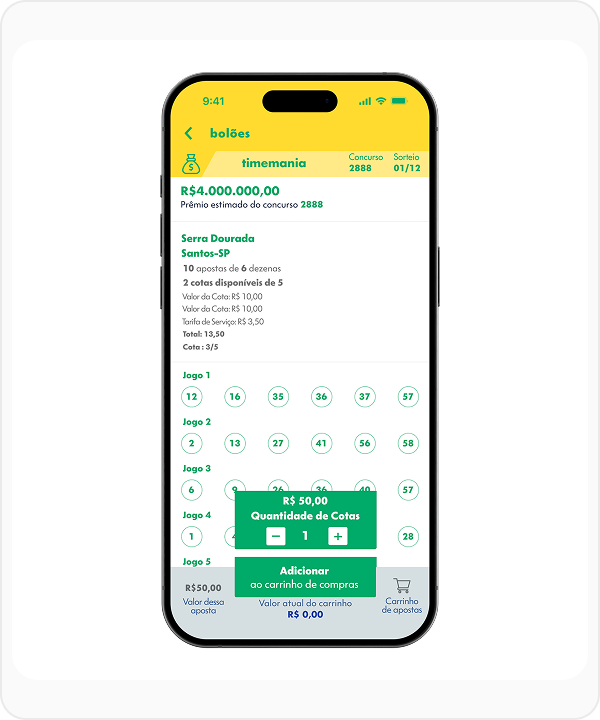 9:41
bolões
timemania
Concurso
2888
Sorteio
01/12
$
R$4.000.000,00
Prêmio estimado do concurso 2888
Serra Dourada
Santos-SP
10 apostas de 6 dezenas
2 cotas disponíveis de 5
Valor da Cota: R$ 10,00
Valor da Cota: R$ 10,00
Tarifa de Serviço: R$ 3,50
Total: 13,50
Cota : 3/5
Jogo 1
12 16 35 36 37 57
Jogo 2
2 13 27 41 56 58
Jogo 3
6 9 26 36 40 57
Jogo 4
1 28
Jogo 5
R$ 50,00
Quantidade de Cotas
− 1 +
Adicionar
ao carrinho de compras
R$50,00
Valor dessa
aposta
Valor atual do carrinho
R$ 0,00
Carrinho
de apostas